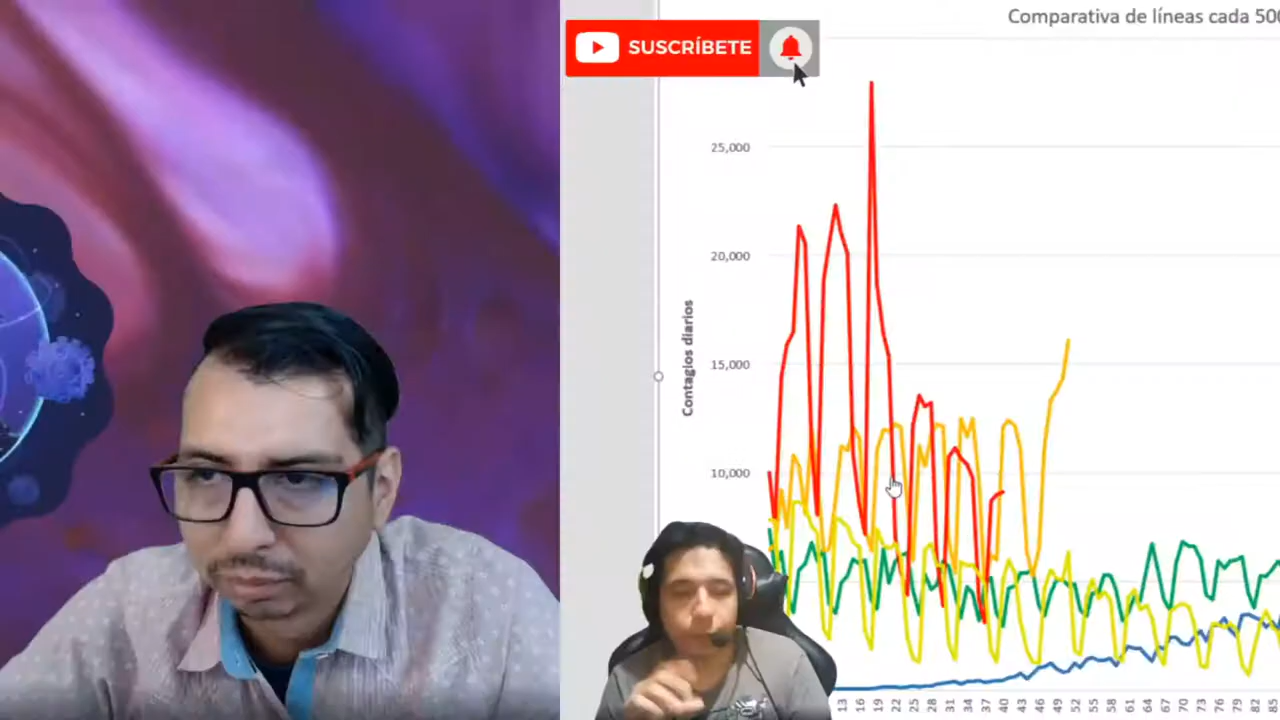 Comparativa de líneas cada 500
SUSCRÍBETE
25,000
20,000
15,000
10,000
Contagios diarios
13 16 19 22 25 28 31 34 37 40 43 46 49 52 55 58 61 64 67 70 73 76 79 82 85